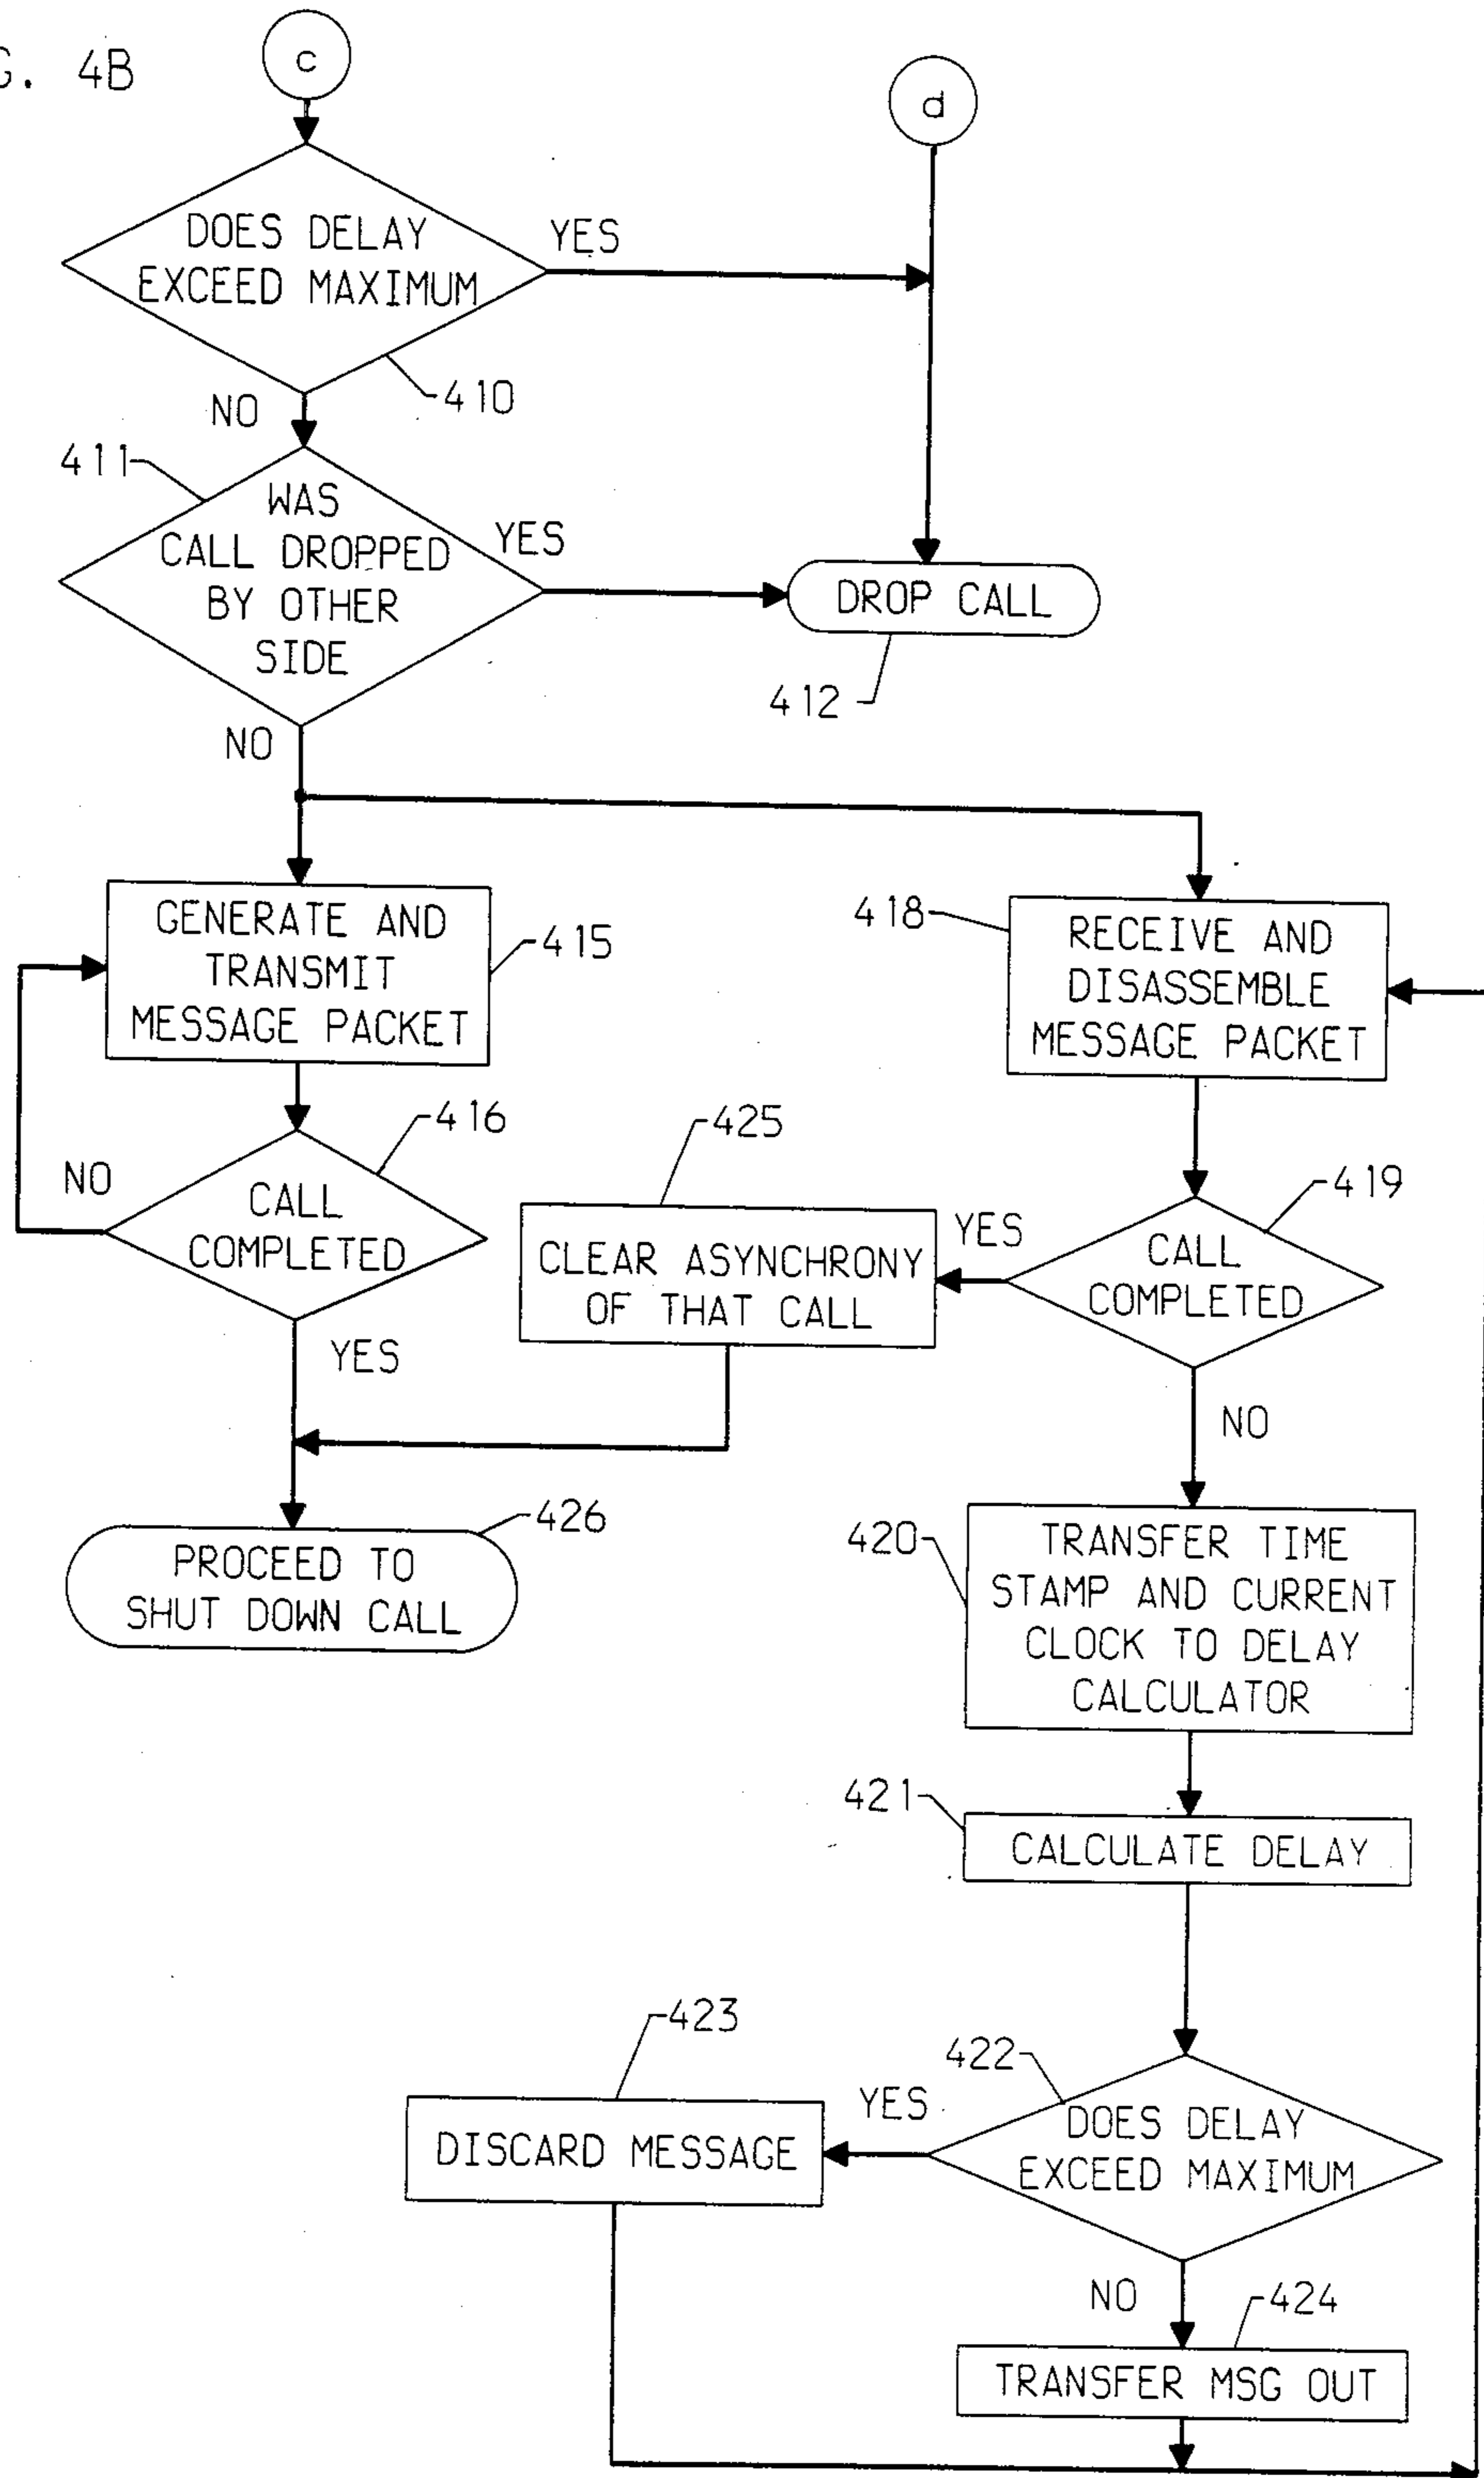 G. 4B
c
d
DOES DELAY
EXCEED MAXIMUM
YES
410
NO
411
WAS
CALL DROPPED
BY OTHER
SIDE
YES
DROP CALL
412
NO
GENERATE AND
TRANSMIT
MESSAGE PACKET
415
418
RECEIVE AND
DISASSEMBLE
MESSAGE PACKET
416
NO
CALL
COMPLETED
YES
425
CLEAR ASYNCHRONY
OF THAT CALL
YES
419
CALL
COMPLETED
NO
426
PROCEED TO
SHUT DOWN CALL
420
TRANSFER TIME
STAMP AND CURRENT
CLOCK TO DELAY
CALCULATOR
421
CALCULATE DELAY
423
DISCARD MESSAGE
YES
422
DOES DELAY
EXCEED MAXIMUM
NO
424
TRANSFER MSG OUT